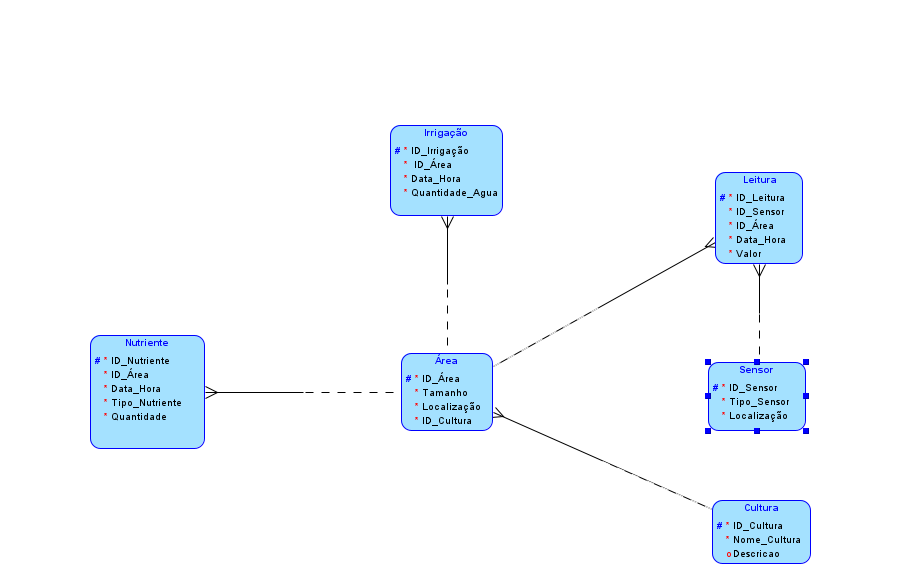 Irrigação
# * ID_Irrigação
* ID_Área
* Data_Hora
* Quantidade_Agua
Leitura
# * ID_Leitura
* ID_Sensor
* ID_Área
* Data_Hora
* Valor
Nutriente
# * ID_Nutriente
* ID_Área
* Data_Hora
* Tipo_Nutriente
* Quantidade
Área
# * ID_Área
* Tamanho
* Localização
* ID_Cultura
Sensor
# * ID_Sensor
* Tipo_Sensor
* Localização
Cultura
# * ID_Cultura
* Nome_Cultura
o Descricao